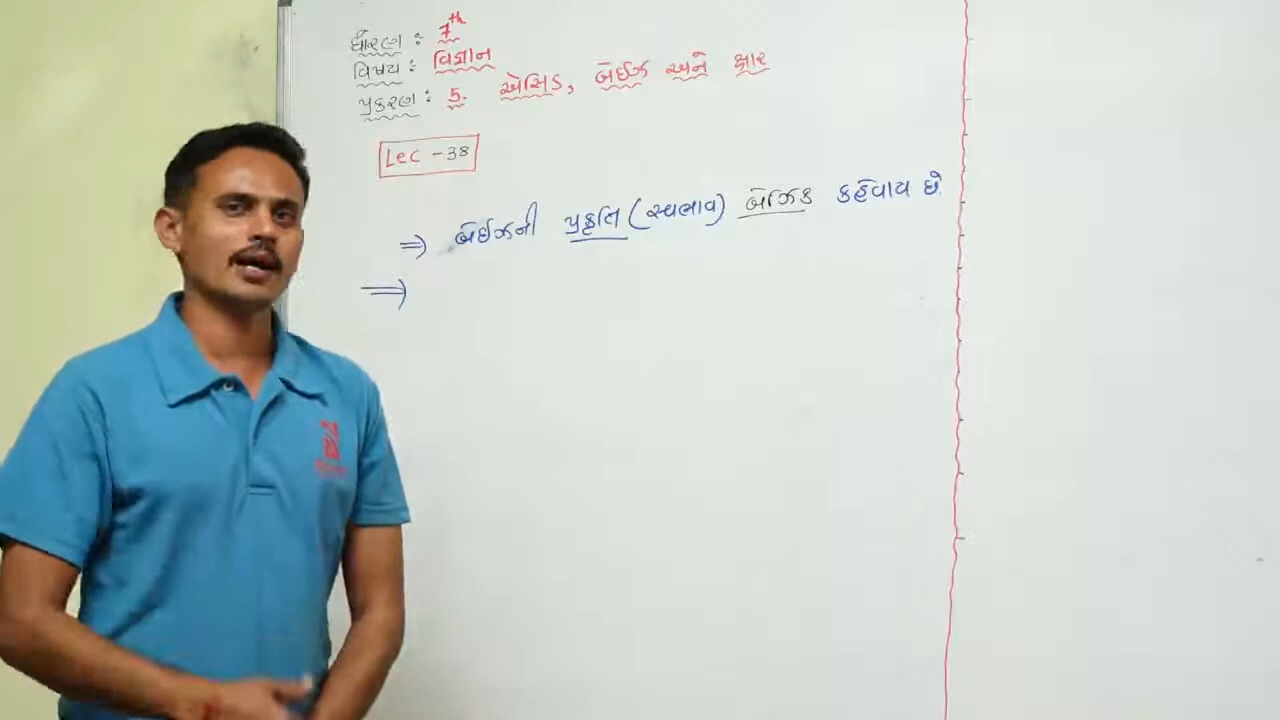 ધોરણ : 7th
વિષય : વિજ્ઞાન
પ્રકરણ : 5. એસિડ, બેઈઝ અને ક્ષાર
Lec - 38
⇒ બેઈઝની પ્રકૃતિ (સ્વભાવ) બેઝિક કહેવાય છે
⇒